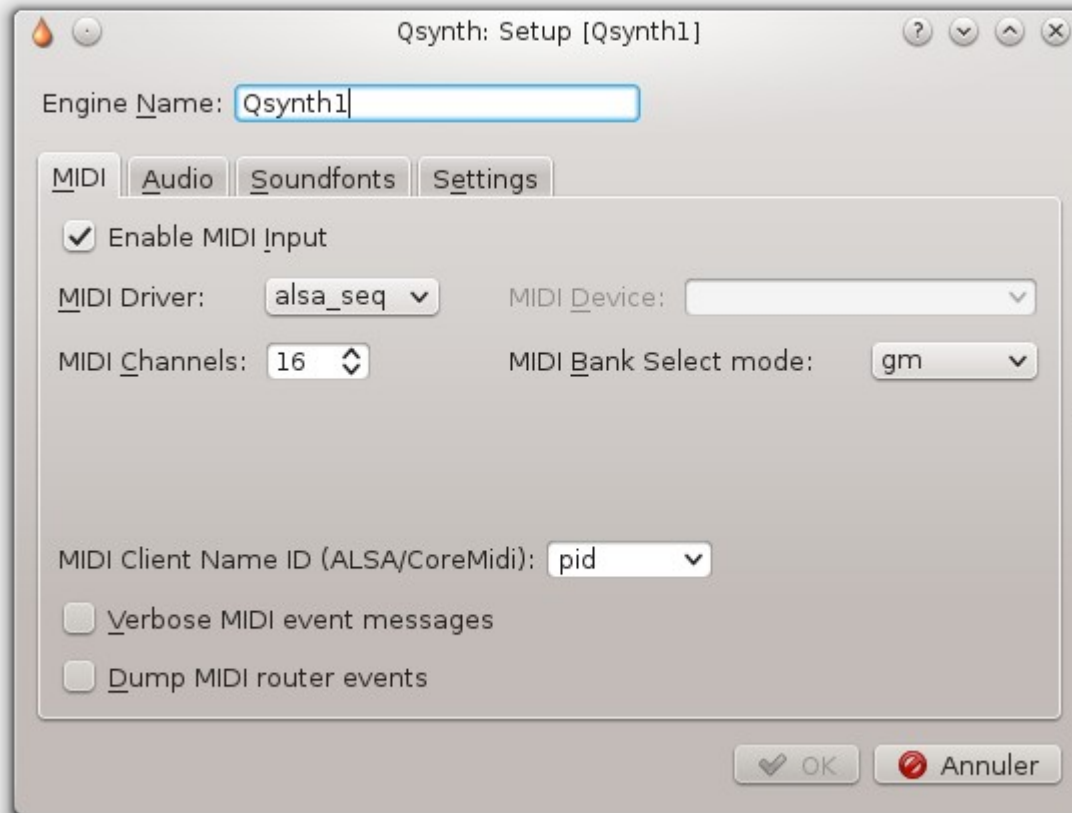 Qsynth: Setup [Qsynth1]
Engine Name: Qsynth1
MIDI Audio Soundfonts Settings
Enable MIDI Input
MIDI Driver: alsa_seq MIDI Device:
MIDI Channels: 16 MIDI Bank Select mode: gm
MIDI Client Name ID (ALSA/CoreMidi): pid
Verbose MIDI event messages
Dump MIDI router events
OK Annuler